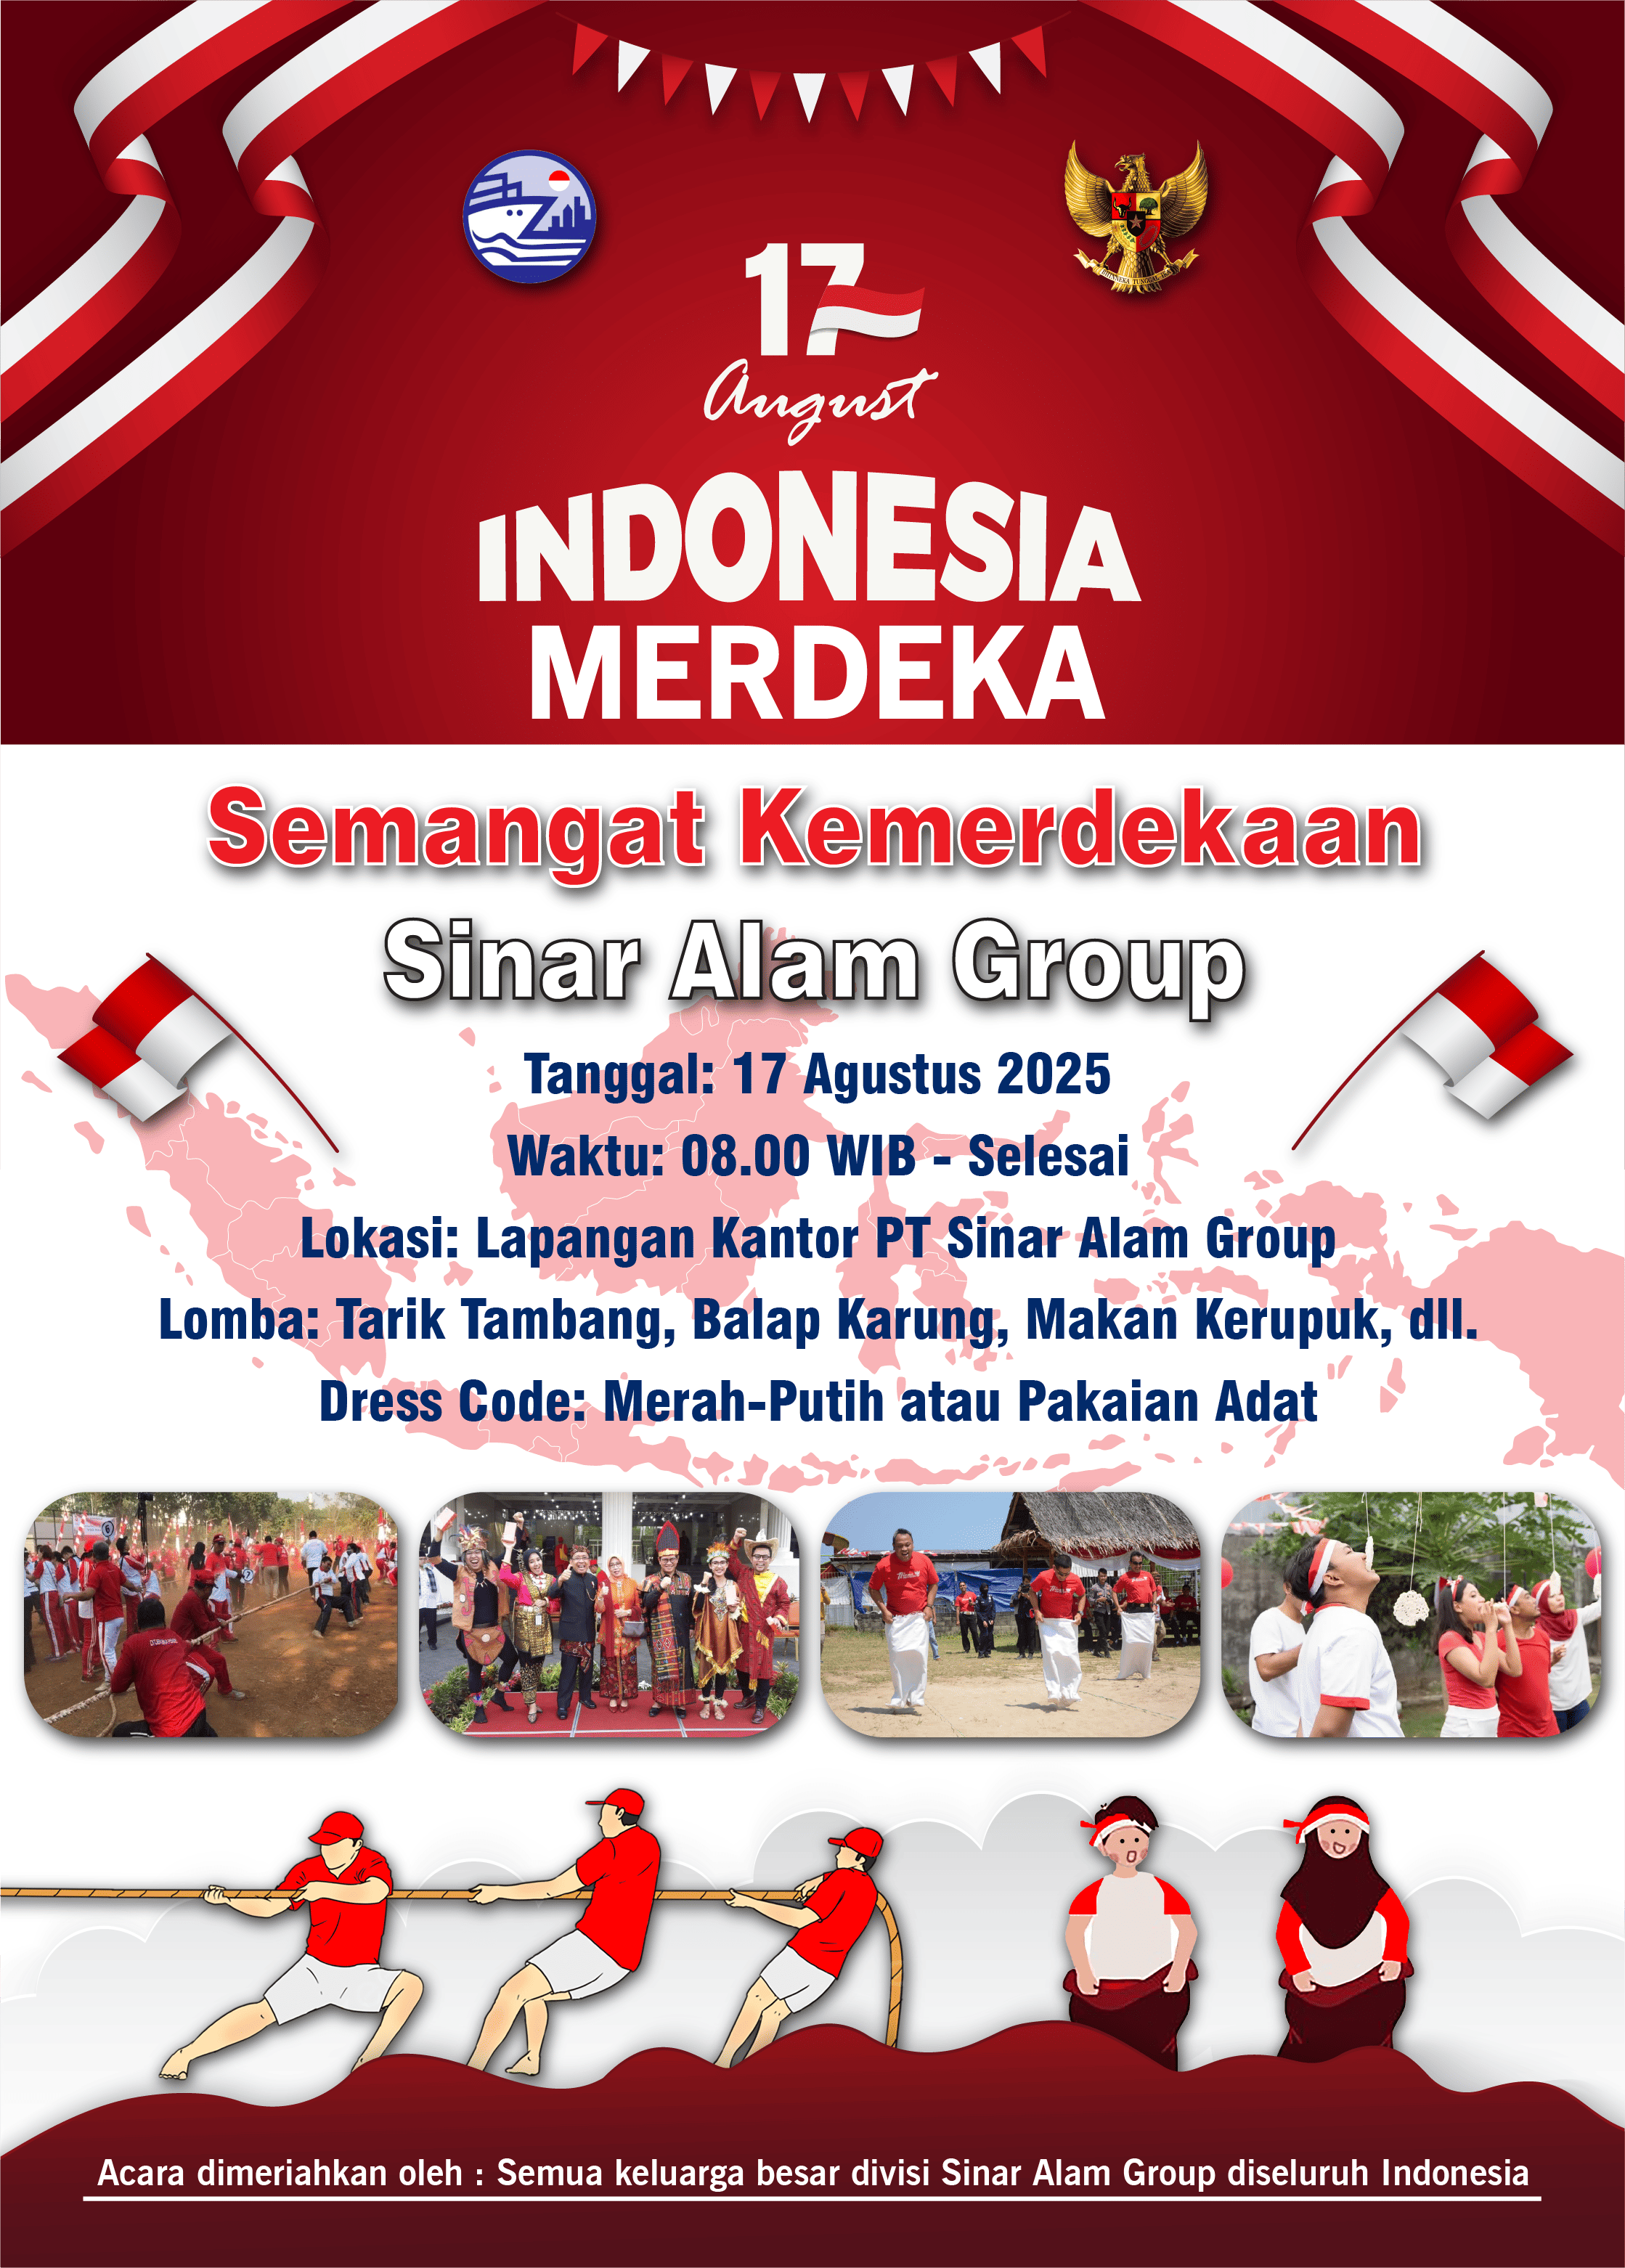 17
August
INDONESIA
MERDEKA
Semangat Kemerdekaan
Sinar Alam Group
Tanggal: 17 Agustus 2025
Waktu: 08.00 WIB - Selesai
Lokasi: Lapangan Kantor PT Sinar Alam Group
Lomba: Tarik Tambang, Balap Karung, Makan Kerupuk, dll.
Dress Code: Merah-Putih atau Pakaian Adat
Acara dimeriahkan oleh : Semua keluarga besar divisi Sinar Alam Group diseluruh Indonesia